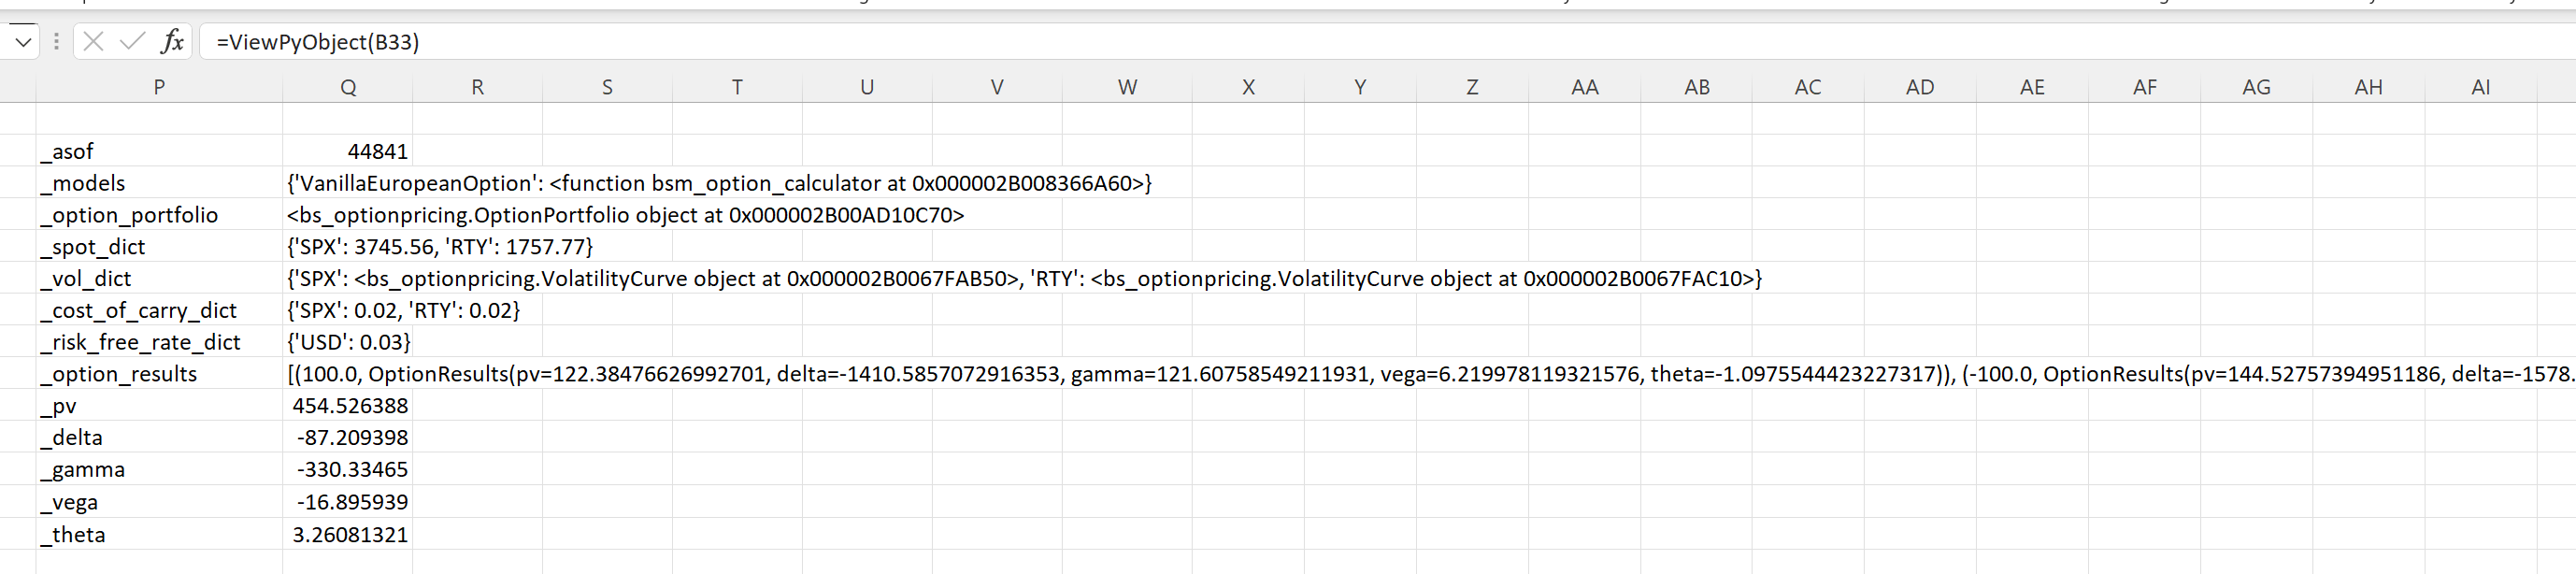 fx =ViewPyObject(B33)
P Q R S T U V W X Y Z AA AB AC AD AE AF AG AH AI
_asof 44841
_models {'VanillaEuropeanOption': <function bsm_option_calculator at 0x000002B008366A60>}
_option_portfolio <bs_optionpricing.OptionPortfolio object at 0x000002B00AD10C70>
_spot_dict {'SPX': 3745.56, 'RTY': 1757.77}
_vol_dict {'SPX': <bs_optionpricing.VolatilityCurve object at 0x000002B0067FAB50>, 'RTY': <bs_optionpricing.VolatilityCurve object at 0x000002B0067FAC10>}
_cost_of_carry_dict {'SPX': 0.02, 'RTY': 0.02}
_risk_free_rate_dict {'USD': 0.03}
_option_results [(100.0, OptionResults(pv=122.38476626992701, delta=-1410.5857072916353, gamma=121.60758549211931, vega=6.219978119321576, theta=-1.0975544423227317)), (-100.0, OptionResults(pv=144.52757394951186, delta=-1578.
_pv 454.526388
_delta -87.209398
_gamma -330.33465
_vega -16.895939
_theta 3.26081321